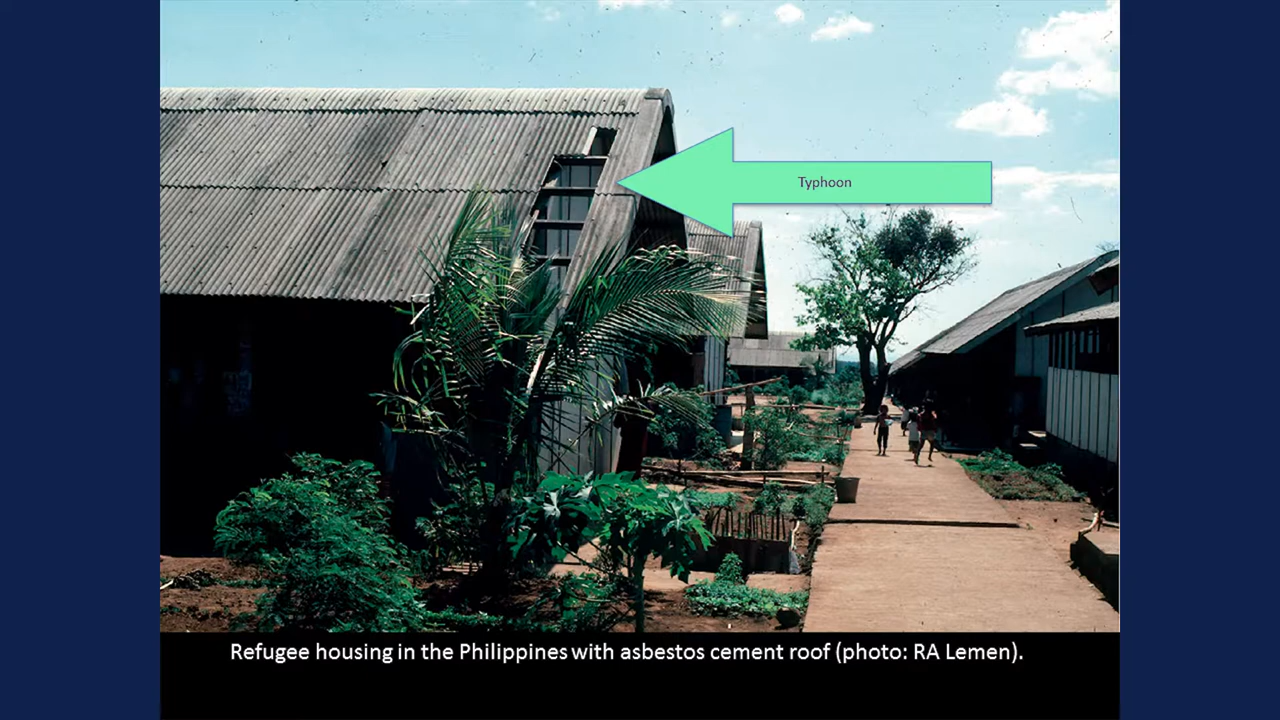 Typhoon
Refugee housing in the Philippines with asbestos cement roof (photo: RA Lemen).